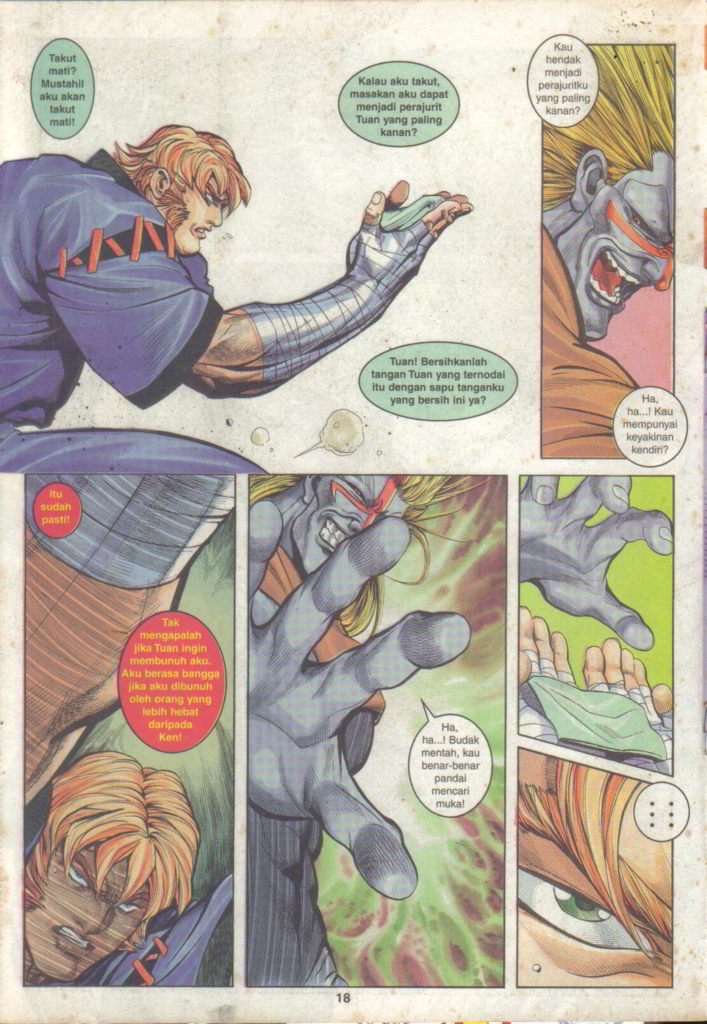 Takut
mati?
Mustahil
aku akan
takut
mati!
Kalau aku takut,
masakan aku dapat
menjadi perajurit
Tuan yang paling
kanan?
Kau
hendak
menjadi
perajuritku
yang paling
kanan?
Tuan! Bersihkanlah
tangan Tuan yang ternodai
itu dengan sapu tanganku
yang bersih ini ya?
Ha,
ha...! Kau
mempunyai
keyakinan
kendiri?
Itu
sudah
pasti!
Tak
mengapalah
jika Tuan ingin
membunuh aku.
Aku berasa bangga
jika aku dibunuh
oleh orang yang
lebih hebat
daripada
Ken!
Ha,
ha...! Budak
mentah, kau
benar-benar
pandai
mencari
muka!
18